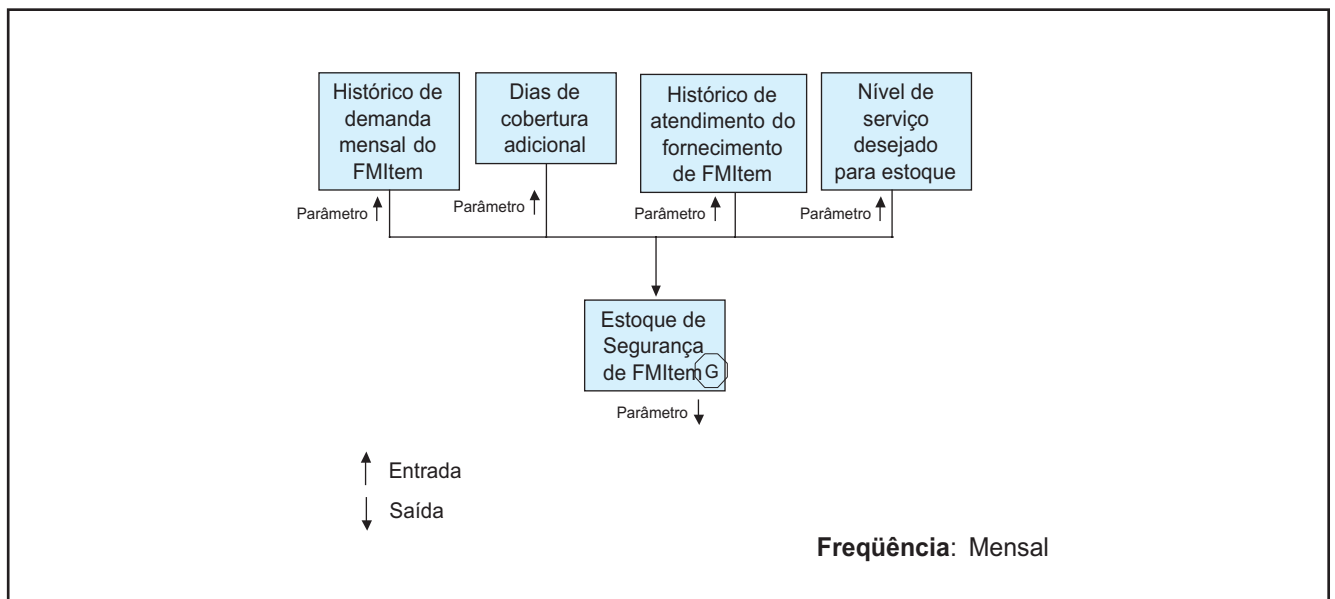 Histórico de
demanda
mensal do
FMItem
Dias de
cobertura
adicional
Histórico de
atendimento do
fornecimento
de FMItem
Nível de
serviço
desejado
para estoque
Parâmetro
Parâmetro
Parâmetro
Parâmetro
Estoque de
Segurança
de FMItem G
Parâmetro
Entrada
Saída
Freqüência: Mensal